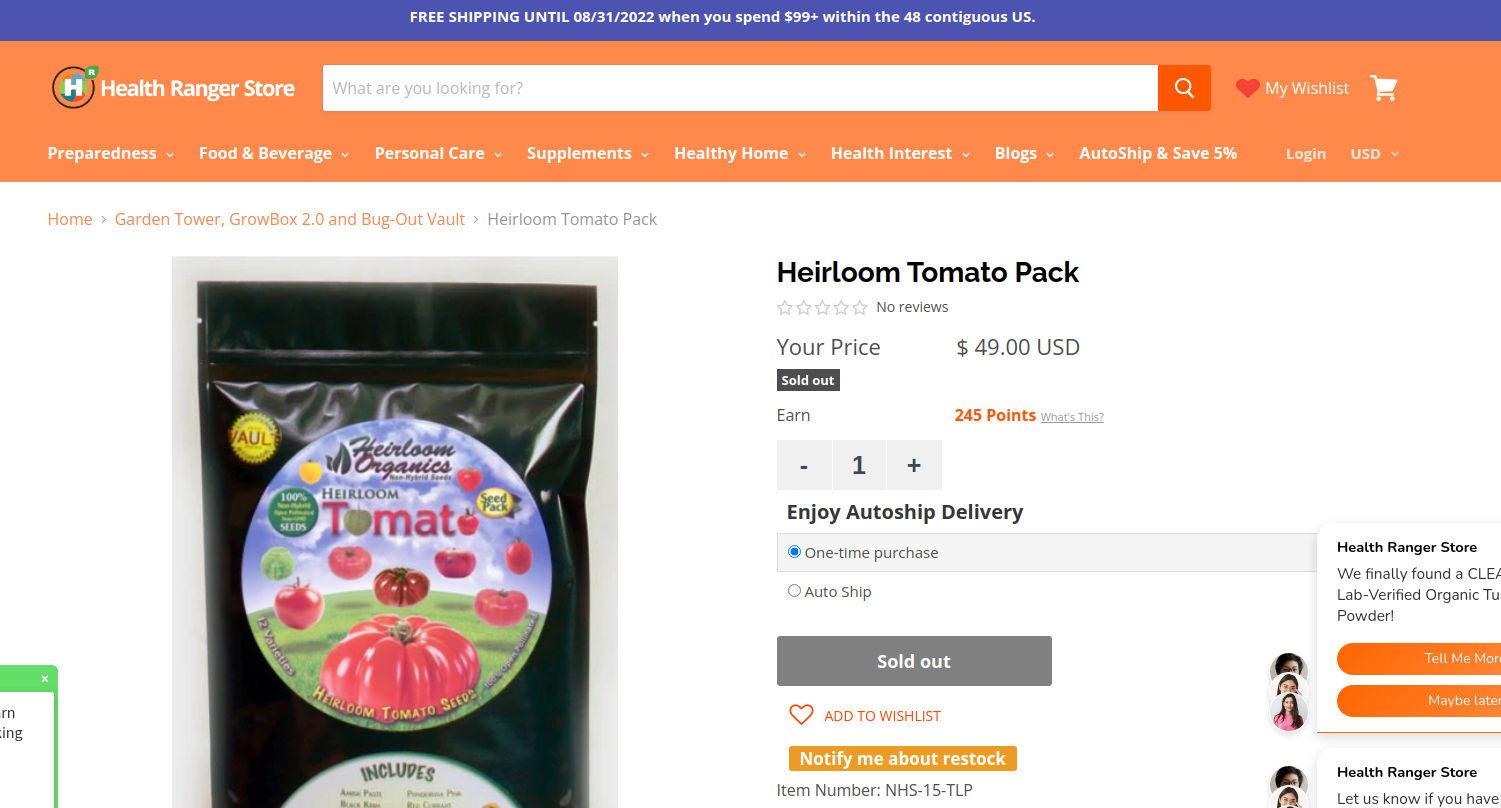 FREE SHIPPING UNTIL 08/31/2022 when you spend $99+ within the 48 contiguous US.
HR Health Ranger Store
What are you looking for?
My Wishlist
Preparedness Food & Beverage Personal Care Supplements Healthy Home Health Interest Blogs AutoShip & Save 5% Login USD
Home > Garden Tower, GrowBox 2.0 and Bug-Out Vault > Heirloom Tomato Pack
VAULT
Heirloom
Organics
Non-Hybrid Seeds
100%
Non-Hybrid
Open Pollinated
Non-GMO
SEEDS
HEIRLOOM
Tomato
Seed
Pack
12 Varieties
100% Open Pollinated
HEIRLOOM TOMATO SEEDS
INCLUDES
AMISH PASTE PONDEROSA PINK
BLACK KRIM RED CURRANT
Heirloom Tomato Pack
No reviews
Your Price $ 49.00 USD
Sold out
Earn 245 Points What's This?
- 1 +
Enjoy Autoship Delivery
One-time purchase
Auto Ship
Sold out
ADD TO WISHLIST
Notify me about restock
Item Number: NHS-15-TLP
×
Health Ranger Store
We finally found a CLEA
Lab-Verified Organic Tu
Powder!
Tell Me More
Maybe later
Health Ranger Store
Let us know if you have
rn
king